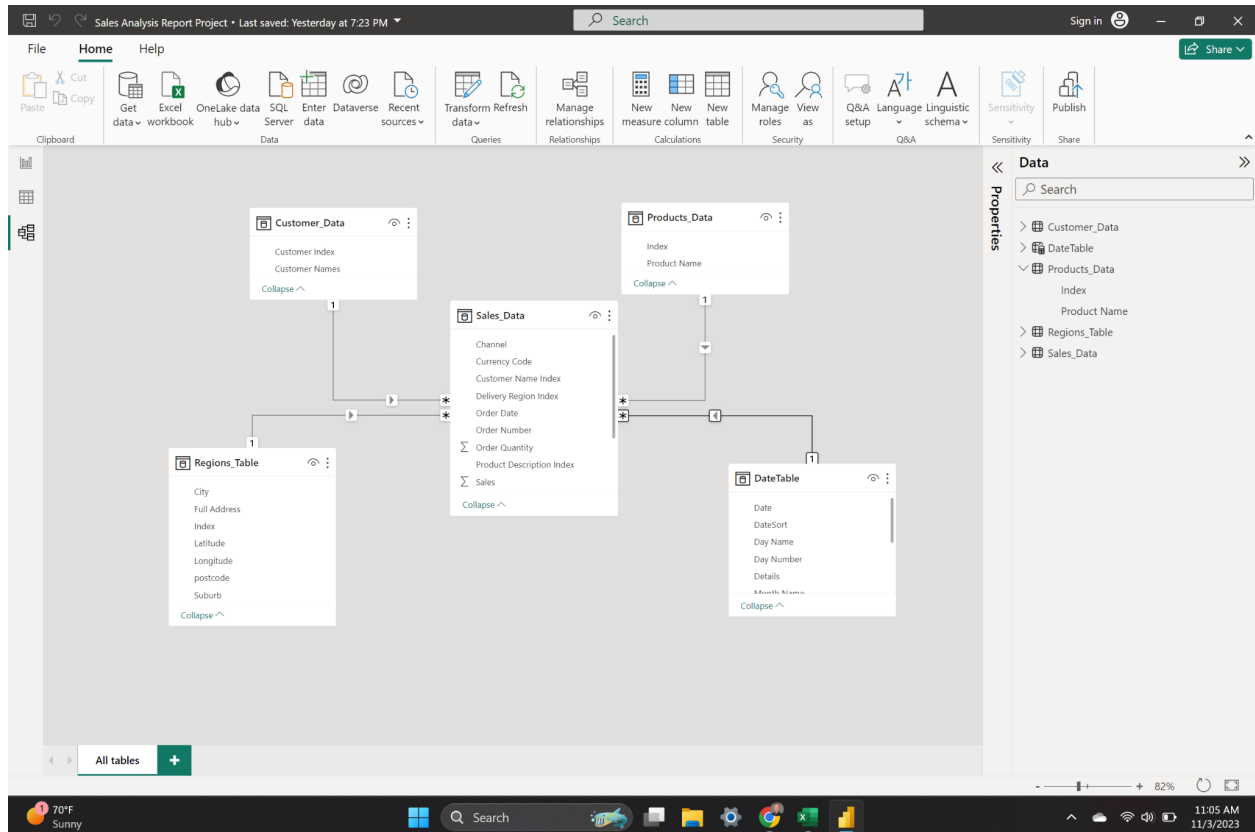 Sales Analysis Report Project • Last saved: Yesterday at 7:23 PM
Search
Sign in
File Home Help
Share
Paste
Cut
Copy
Get data
Excel workbook
OneLake data hub
SQL Server
Enter data
Dataverse
Recent sources
Transform data
Refresh
Manage relationships
New measure
New column
New table
Manage roles
View as
Q&A setup
Language
Linguistic schema
Sensitivity
Publish
Clipboard
Data
Queries
Relationships
Calculations
Security
Q&A
Sensitivity
Share
Customer_Data
Customer Index
Customer Names
Collapse
1
Products_Data
Index
Product Name
Collapse
1
Sales_Data
Channel
Currency Code
Customer Name Index
Delivery Region Index
Order Date
Order Number
∑ Order Quantity
Product Description Index
∑ Sales
Collapse
*
*
*
*
1
Regions_Table
City
Full Address
Index
Latitude
Longitude
postcode
Suburb
Collapse
1
DateTable
Date
DateSort
Day Name
Day Number
Details
Month Name
Collapse
Properties
Data
Search
Customer_Data
DateTable
Products_Data
Index
Product Name
Regions_Table
Sales_Data
All tables
+
- + 82%
1
70°F
Sunny
Search
11:05 AM
11/3/2023